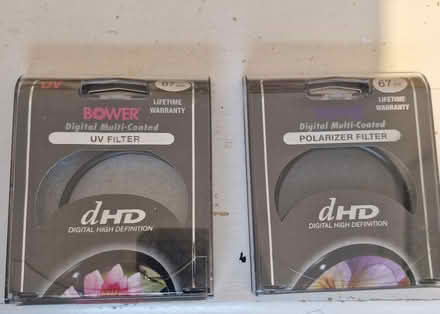 UV
67
LIFETIME
WARRANTY
BOWER
Digital Multi-Coated
UV FILTER
dHD
DIGITAL HIGH DEFINITION
67
LIFETIME
WARRANTY
Digital Multi-Coated
POLARIZER FILTER
dHD
DIGITAL HIGH DEFINITION